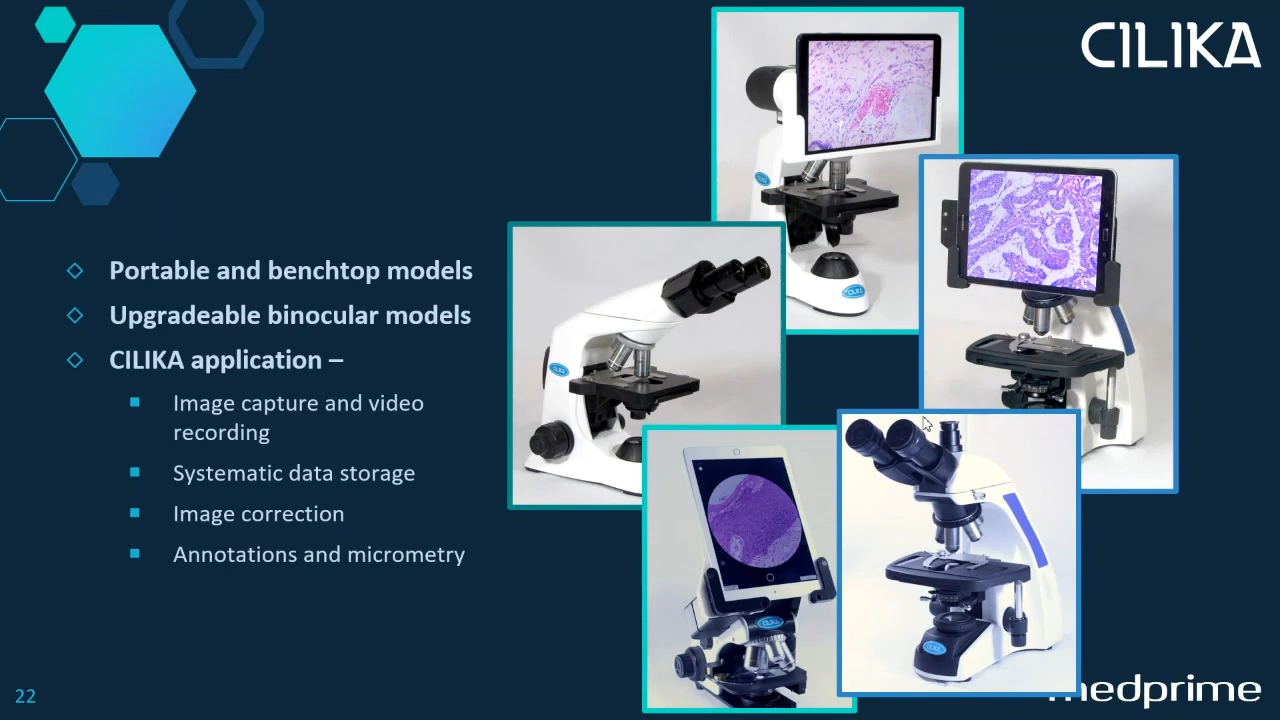 CILIKA
Portable and benchtop models
Upgradeable binocular models
CILIKA application –
Image capture and video
recording
Systematic data storage
Image correction
Annotations and micrometry
22
medprime